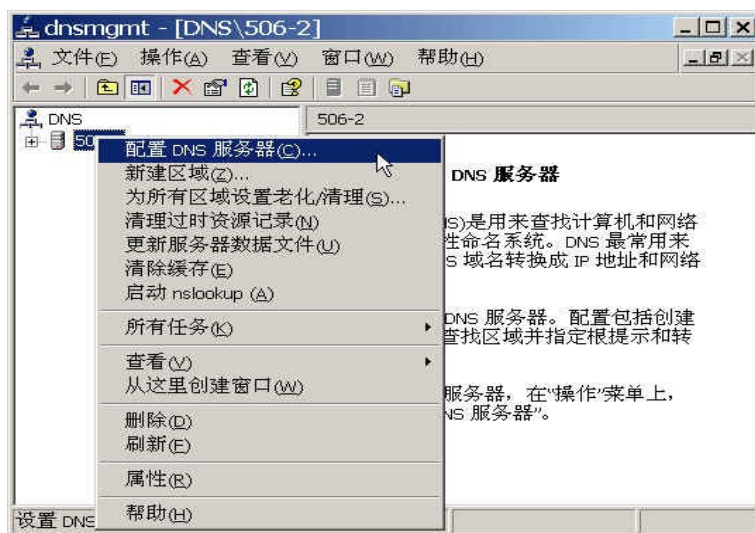 dnsmgmt - [DNS\506-2]
文件(F) 操作(A) 查看(V) 窗口(W) 帮助(H)
DNS
50
506-2
配置 DNS 服务器(C)...
新建区域(Z)...
为所有区域设置老化/清理(S)...
清理过时资源记录(N)
更新服务器数据文件(U)
清除缓存(E)
启动 nslookup (A)
所有任务(K)
查看(V)
从这里创建窗口(W)
删除(D)
刷新(F)
属性(R)
帮助(H)
DNS 服务器
S)是用来查找计算机和网络
性命名系统。DNS 最常用来
S 域名转换成 IP 地址和网络
DNS 服务器。配置包括创建
查找区域并指定根提示和转
服务器，在“操作”菜单上，
NS 服务器”。
设置 DNS